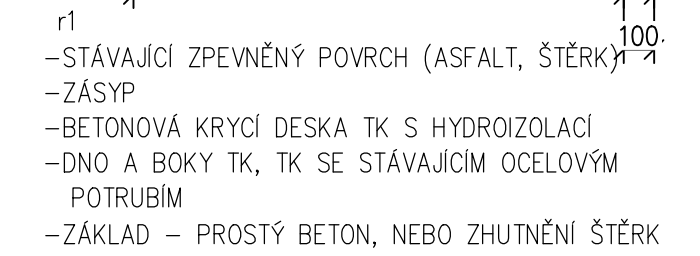 r1
100
-STÁVAJÍCÍ ZPEVNĚNÝ POVRCH (ASFALT, ŠTĚRK)
-ZÁSYP
-BETONOVÁ KRYCÍ DESKA TK S HYDROIZOLACÍ
-DNO A BOKY TK, TK SE STÁVAJÍCÍM OCELOVÝM
POTRUBÍM
-ZÁKLAD - PROSTÝ BETON, NEBO ZHUTNĚNÍ ŠTĚRK